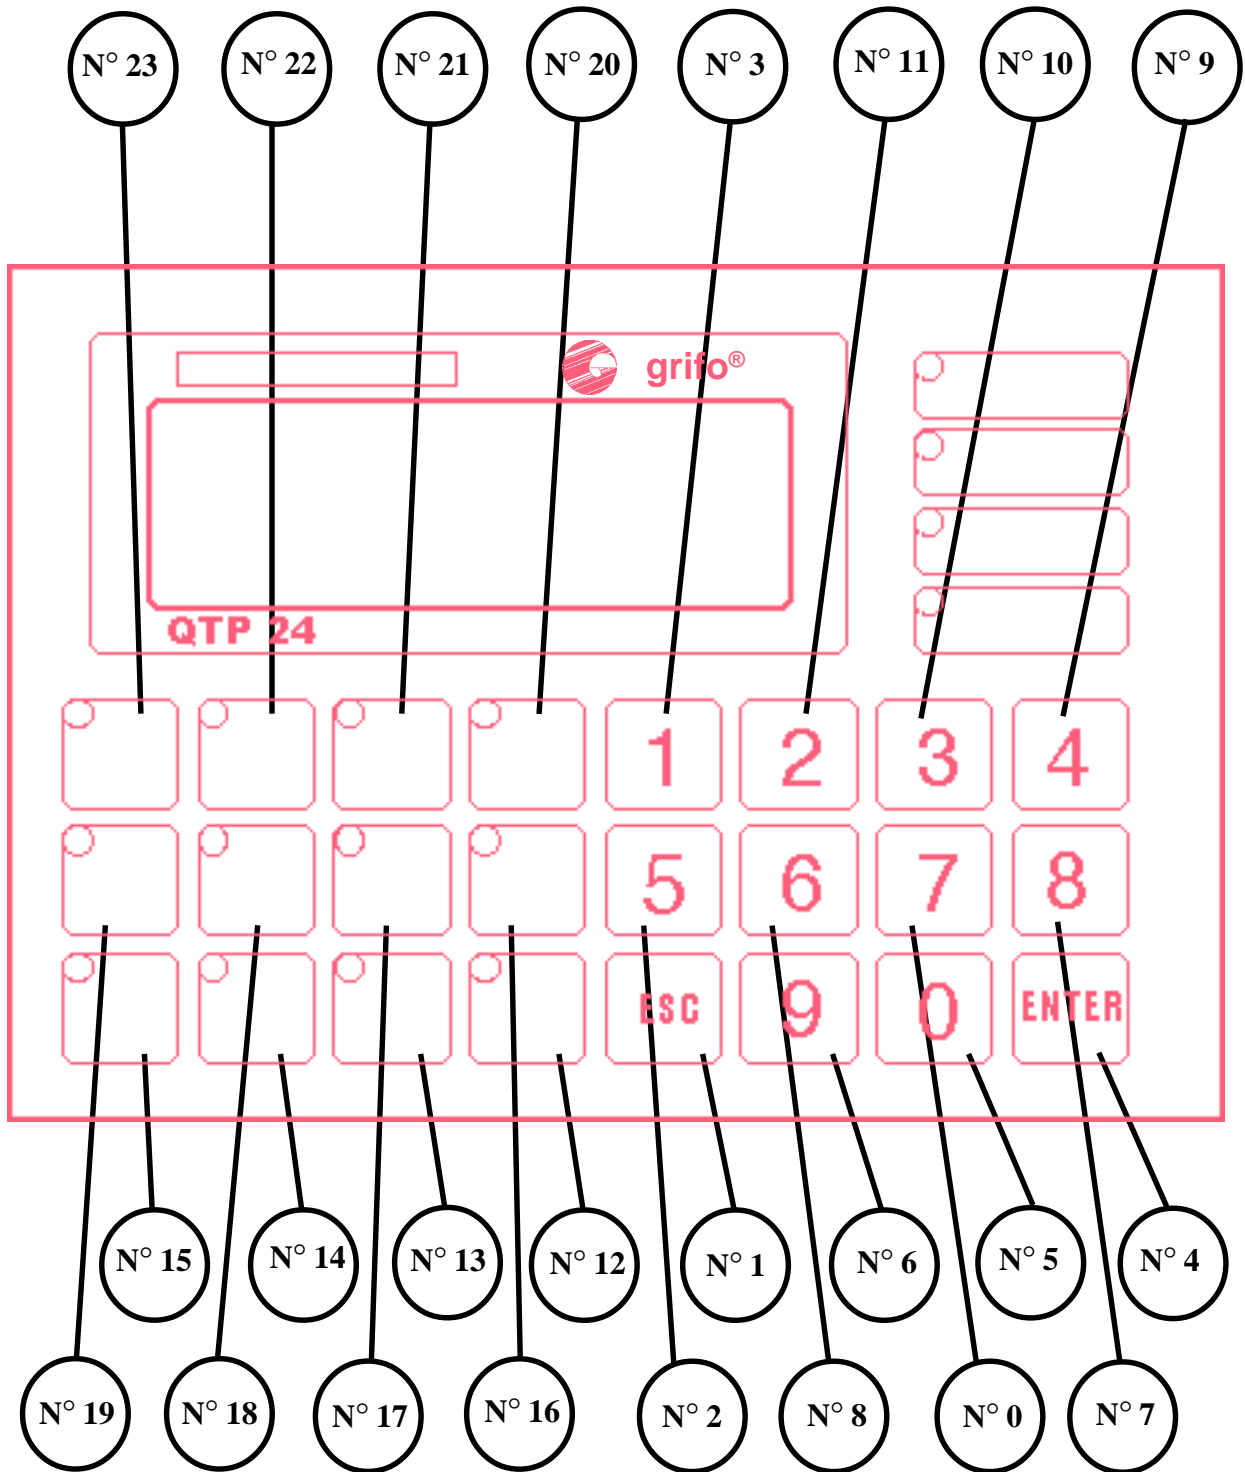 N° 23 N° 22 N° 21 N° 20 N° 3 N° 11 N° 10 N° 9
grifo®
QTP 24
1 2 3 4
5 6 7 8
ESC 9 0 ENTER
N° 15 N° 14 N° 13 N° 12 N° 1 N° 6 N° 5 N° 4
N° 19 N° 18 N° 17 N° 16 N° 2 N° 8 N° 0 N° 7